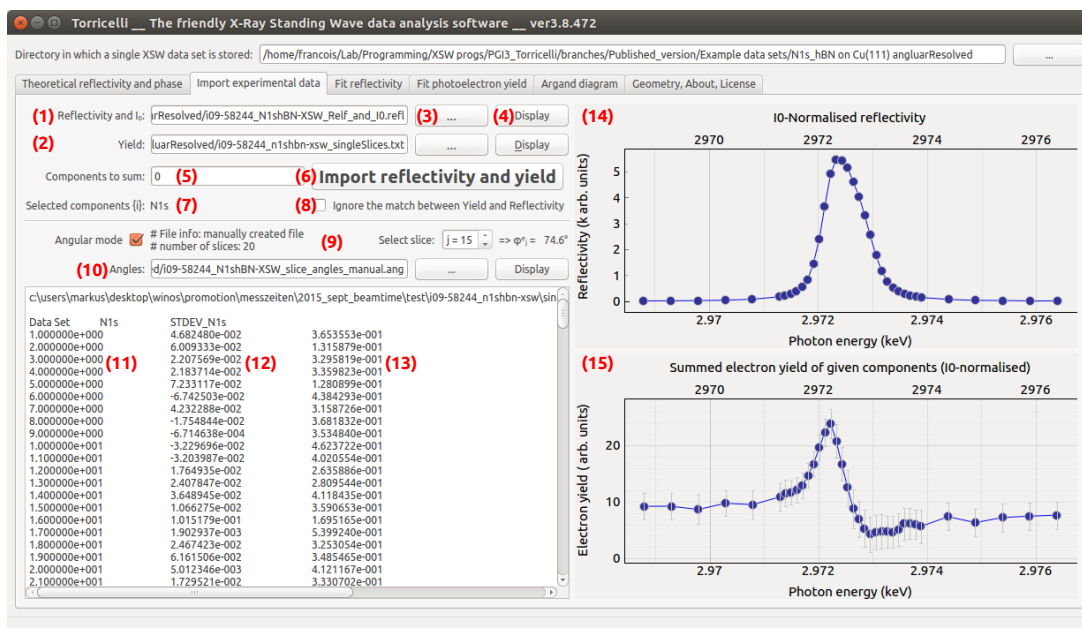 Torricelli __ The friendly X-Ray Standing Wave data analysis software __ ver3.8.472
Directory in which a single XSW data set is stored: /home/francois/Lab/Programming/XSW progs/PGI3_Torricelli/branches/Published_version/Example data sets/N1s_hBN on Cu(111) angluarResolved ...
Theoretical reflectivity and phase Import experimental data Fit reflectivity Fit photoelectron yield Argand diagram Geometry, About, License
(1) Reflectivity and I₀: ırResolved/i09-58244_N1shBN-XSW_Relf_and_I0.refl (3) ... (4) Display
(2) Yield: luarResolved/i09-58244_n1shbn-xsw_singleSlices.txt ... Display
Components to sum: 0 (5) (6) Import reflectivity and yield
Selected components {i}: N1s (7) (8) Ignore the match between Yield and Reflectivity
Angular mode # File info: manually created file
# number of slices: 20 (9) Select slice: j = 15 => φᵉⱼ = 74.6°
(10) Angles: d/i09-58244_N1shBN-XSW_slice_angles_manual.ang ... Display
c:\users\markus\desktop\winos\promotion\messzeiten\2015_sept_beamtime\test\i09-58244_n1shbn-xsw\sin
Data Set N1s STDEV_N1s
1.000000e+000 4.682480e-002 3.653553e-001
2.000000e+000 6.009333e-002 1.315879e-001
3.000000e+000 2.207569e-002 3.295819e-001
(11) (12) (13)
4.000000e+000 2.183714e-002 3.359823e-001
5.000000e+000 7.233117e-002 1.280899e-001
6.000000e+000 -6.742503e-002 4.384293e-001
7.000000e+000 4.232288e-002 3.158726e-001
8.000000e+000 -1.754844e-002 3.681832e-001
9.000000e+000 -6.714638e-004 3.534840e-001
1.000000e+001 -3.229696e-002 4.623722e-001
1.100000e+001 -3.203987e-002 4.020554e-001
1.200000e+001 1.764935e-002 2.635886e-001
1.300000e+001 2.407847e-002 2.809544e-001
1.400000e+001 3.648945e-002 4.118435e-001
1.500000e+001 1.066275e-002 3.590653e-001
1.600000e+001 1.015179e-001 1.695165e-001
1.700000e+001 1.902937e-003 5.399240e-001
1.800000e+001 2.467423e-002 3.253054e-001
1.900000e+001 6.161506e-002 3.485465e-001
2.000000e+001 5.012346e-003 4.121167e-001
2.100000e+001 1.729521e-002 3.330702e-001
(14) I0-Normalised reflectivity
2970 2972 2974 2976
Reflectivity (k arb. units)
5
4
3
2
1
0
2.97 2.972 2.974 2.976
Photon energy (keV)
(15) Summed electron yield of given components (I0-normalised)
2970 2972 2974 2976
Electron yield ( arb. units)
20
10
0
2.97 2.972 2.974 2.976
Photon energy (keV)